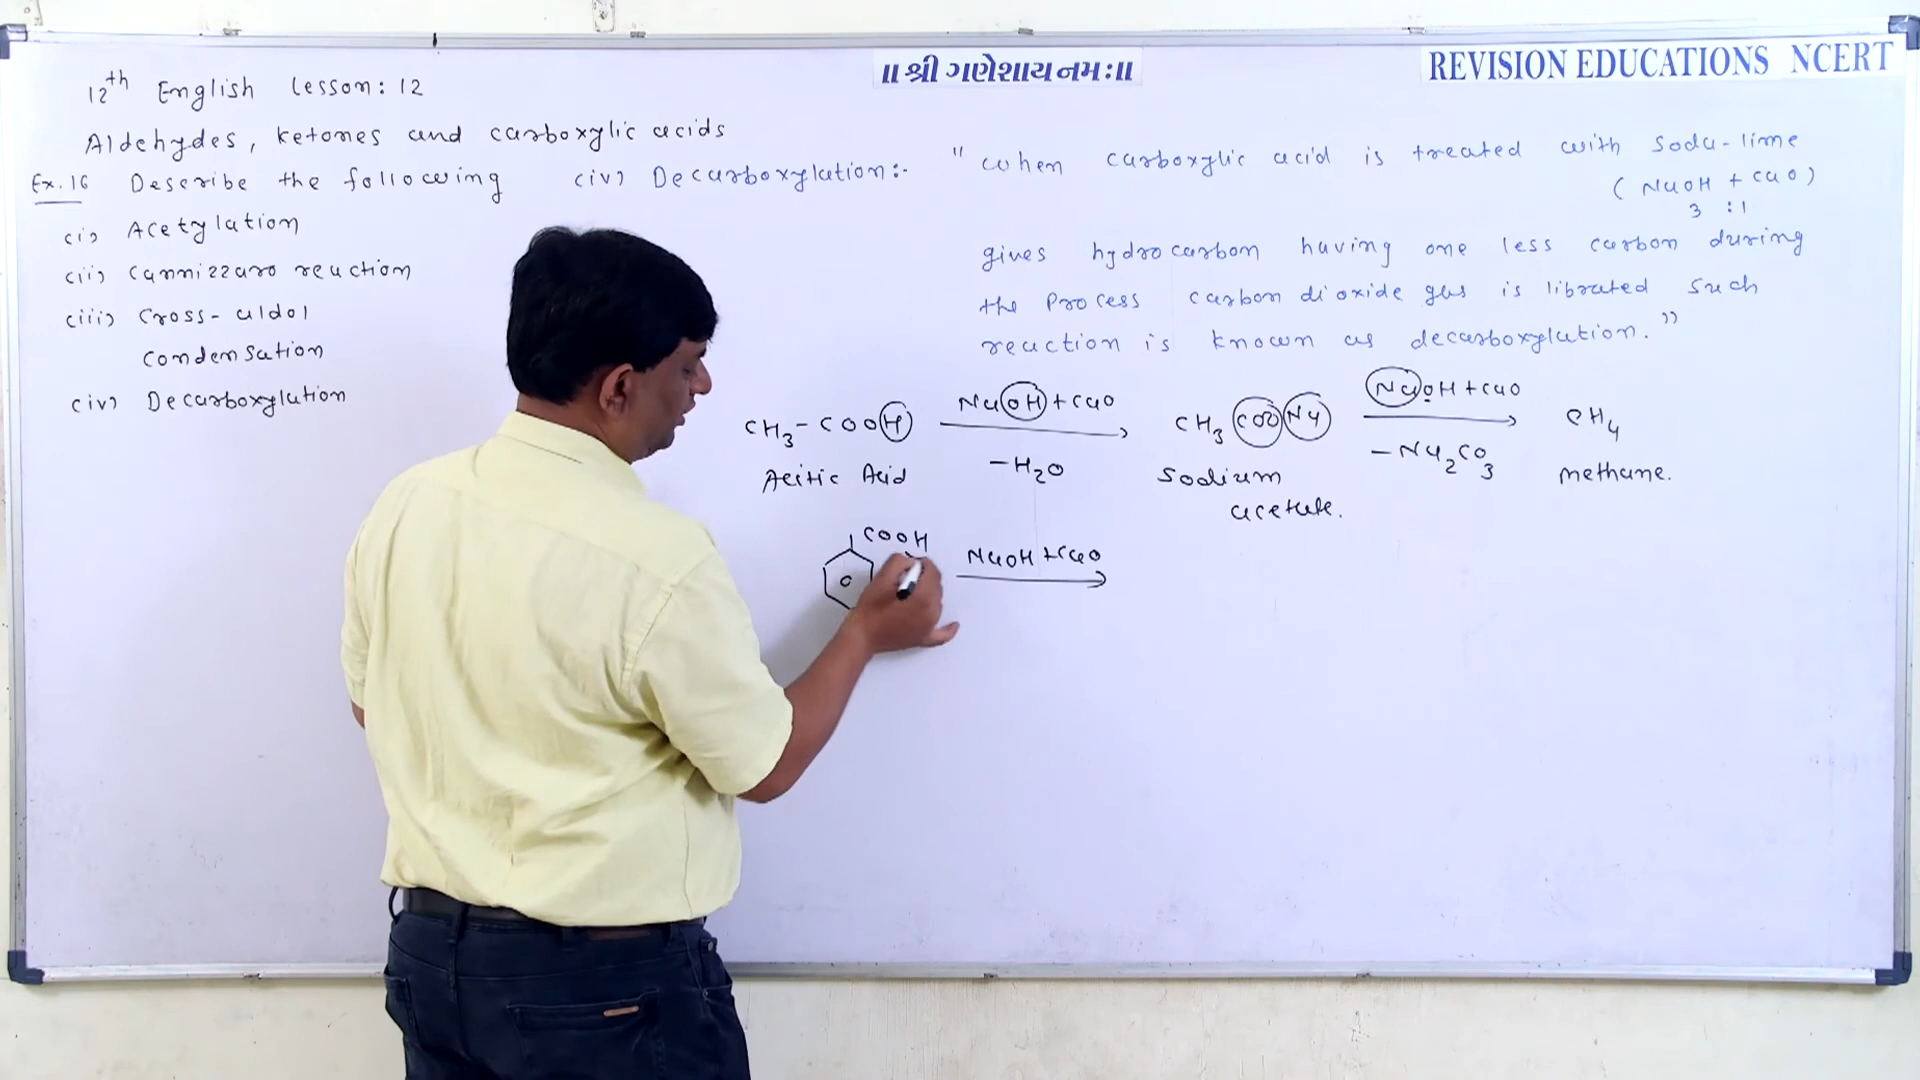 ॥ શ્રી ગણેશાય નમઃ ॥
REVISION EDUCATIONS NCERT
12th English Lesson: 12
Aldehydes, ketones and carboxylic acids
Ex. 16 Describe the following
(i) Acetylation
(ii) Cannizzaro reaction
(iii) Cross-aldol
condensation
(iv) Decarboxylation
(iv) Decarboxylation:-
"When carboxylic acid is treated with soda-lime
(NaOH + CaO)
3 : 1
gives hydrocarbon having one less carbon during
the Process carbon dioxide gas is librated such
reaction is known as decarboxylation."
CH3-COOH NaOH+CaO CH3 COO Na NaOH+CaO CH4
-H2O -Na2CO3
Acitic Acid Sodium methane.
acetate.
COOH NaOH+CaO